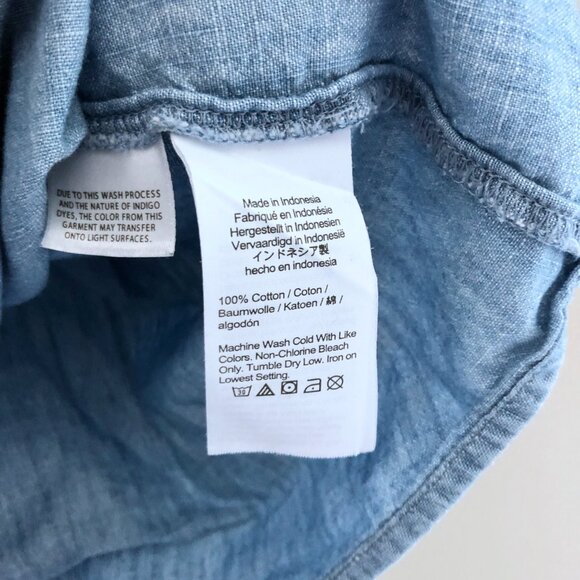 DUE TO THIS WASH PROCESS
AND THE NATURE OF INDIGO
DYES, THE COLOR FROM THIS
GARMENT MAY TRANSFER
ONTO LIGHT SURFACES.
Made in Indonesia
Fabriqué en Indonésie
Hergestellt in Indonesien
Vervaardigd in Indonesië
インドネシア製
hecho en indonesia
100% Cotton / Coton /
Baumwolle / Katoen / 綿 /
algodón
Machine Wash Cold With Like
Colors. Non-Chlorine Bleach
Only. Tumble Dry Low. Iron on
Lowest Setting.
30